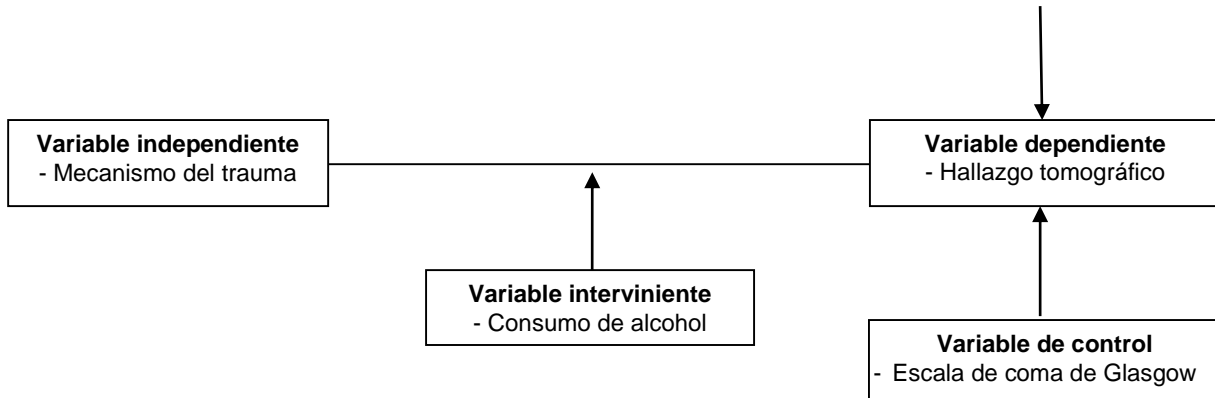 Variable independiente
- Mecanismo del trauma
Variable dependiente
- Hallazgo tomográfico
Variable interviniente
- Consumo de alcohol
Variable de control
- Escala de coma de Glasgow